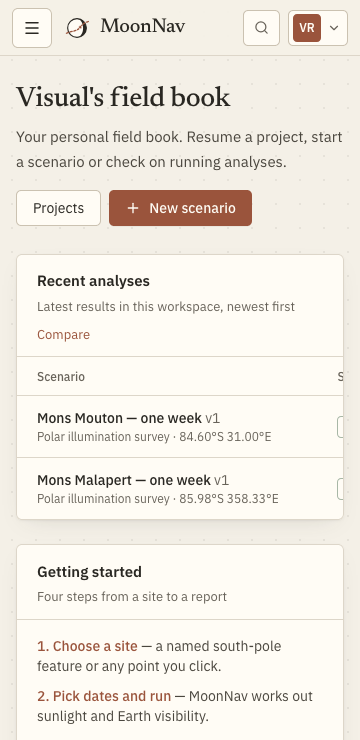 MoonNav
VR
Visual's field book
Your personal field book. Resume a project, start
a scenario or check on running analyses.
Projects
+ New scenario
Recent analyses
Latest results in this workspace, newest first
Compare
Scenario
Mons Mouton — one week v1
Polar illumination survey · 84.60°S 31.00°E
Mons Malapert — one week v1
Polar illumination survey · 85.98°S 358.33°E
Getting started
Four steps from a site to a report
1. Choose a site — a named south-pole
feature or any point you click.
2. Pick dates and run — MoonNav works out
sunlight and Earth visibility.